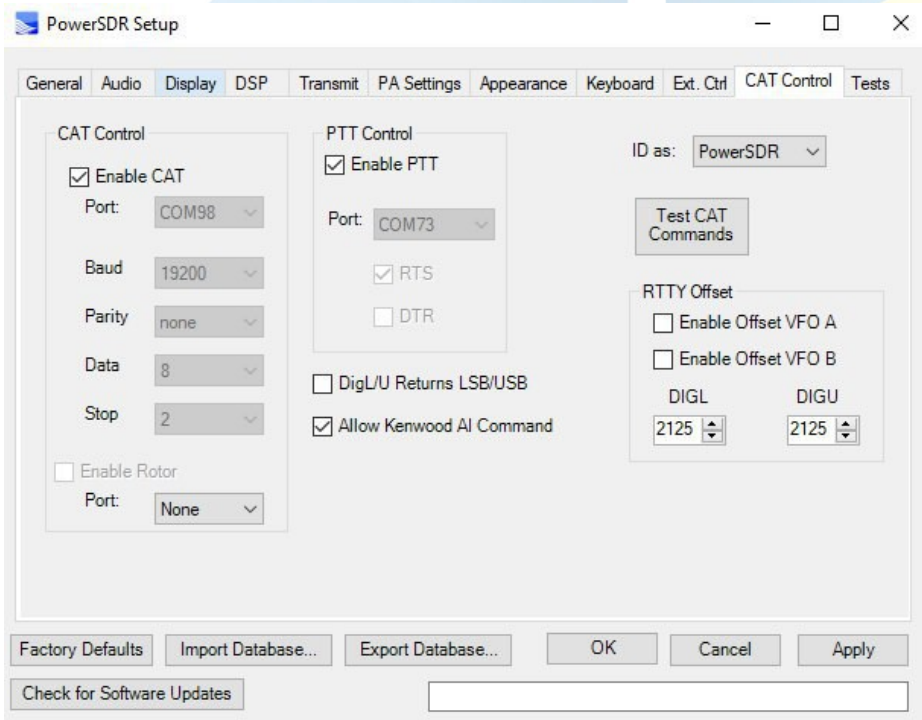 PowerSDR Setup
General Audio Display DSP Transmit PA Settings Appearance Keyboard Ext. Ctrl CAT Control Tests
CAT Control
Enable CAT
Port: COM98
Baud 19200
Parity none
Data 8
Stop 2
Enable Rotor
Port: None
PTT Control
Enable PTT
Port: COM73
RTS
DTR
DigL/U Returns LSB/USB
Allow Kenwood AI Command
ID as: PowerSDR
Test CAT
Commands
RTTY Offset
Enable Offset VFO A
Enable Offset VFO B
DIGL DIGU
2125 2125
Factory Defaults Import Database... Export Database... OK Cancel Apply
Check for Software Updates